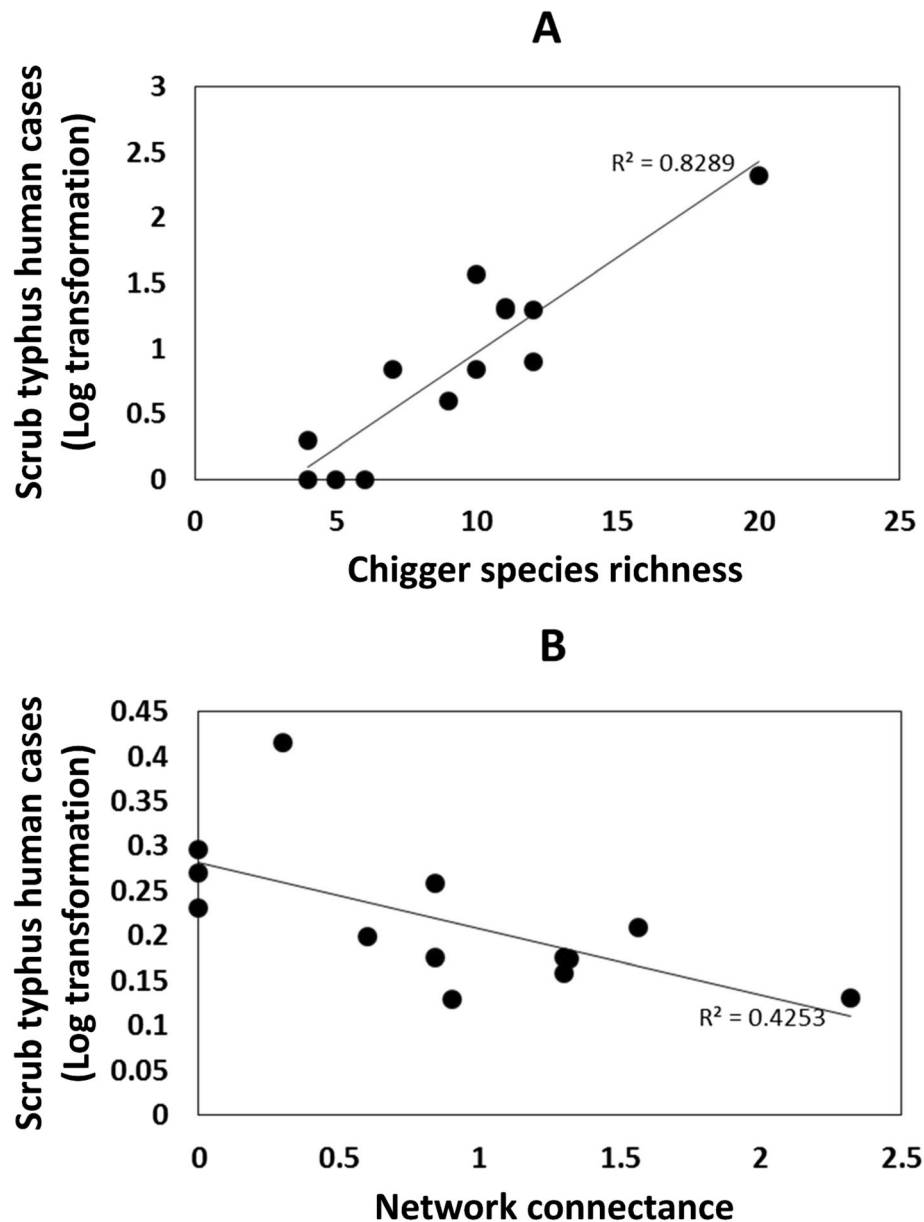 A
Scrub typhus human cases
(Log transformation)
3
2.5
2
1.5
1
0.5
0
R² = 0.8289
0 5 10 15 20 25
Chigger species richness
B
Scrub typhus human cases
(Log transformation)
0.45
0.4
0.35
0.3
0.25
0.2
0.15
0.1
0.05
0
R² = 0.4253
0 0.5 1 1.5 2 2.5
Network connectance